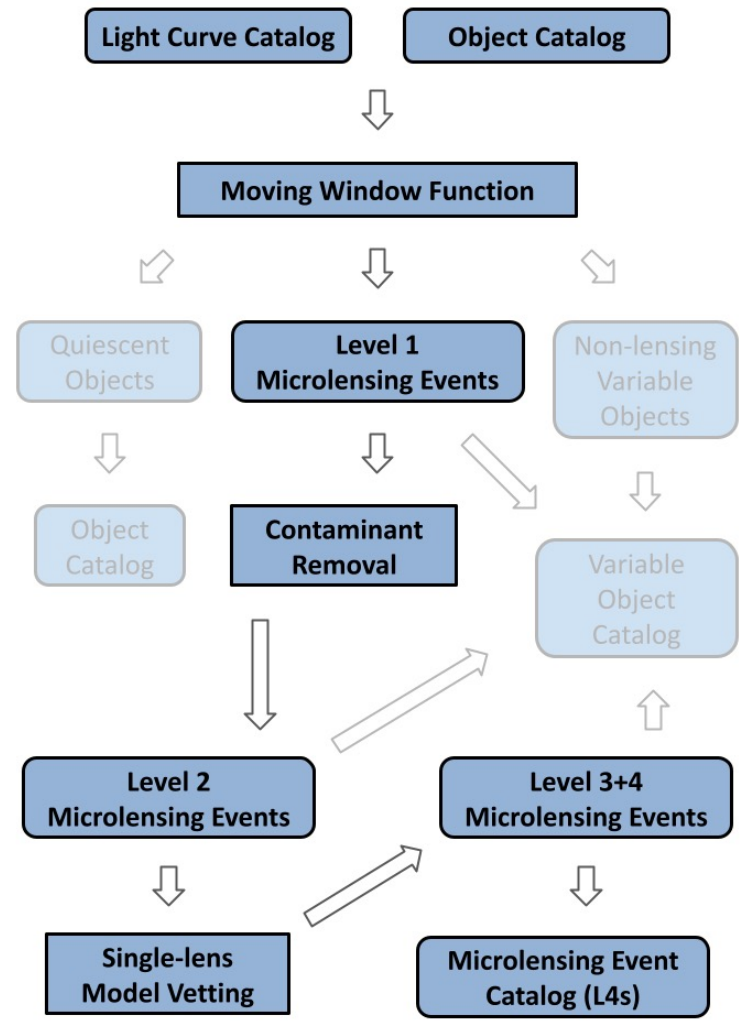 Light Curve Catalog
Object Catalog
Moving Window Function
Quiescent
Objects
Level 1
Microlensing Events
Non-lensing
Variable
Objects
Object
Catalog
Contaminant
Removal
Variable
Object
Catalog
Level 2
Microlensing Events
Level 3+4
Microlensing Events
Single-lens
Model Vetting
Microlensing Event
Catalog (L4s)